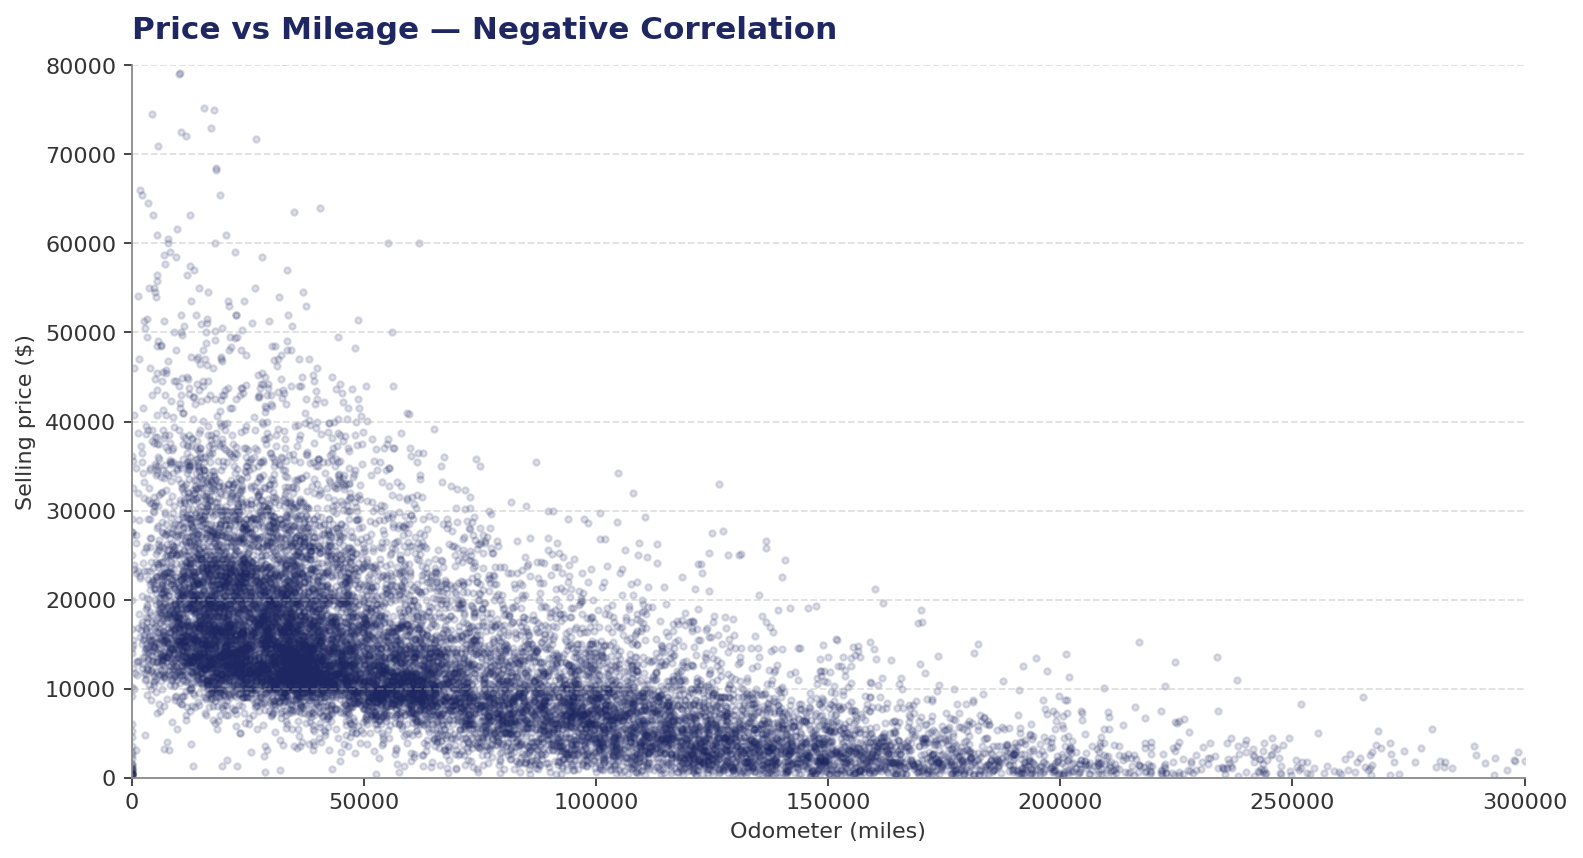 Price vs Mileage — Negative Correlation
80000
70000
60000
50000
40000
30000
20000
10000
0
Selling price ($)
0 50000 100000 150000 200000 250000 300000
Odometer (miles)